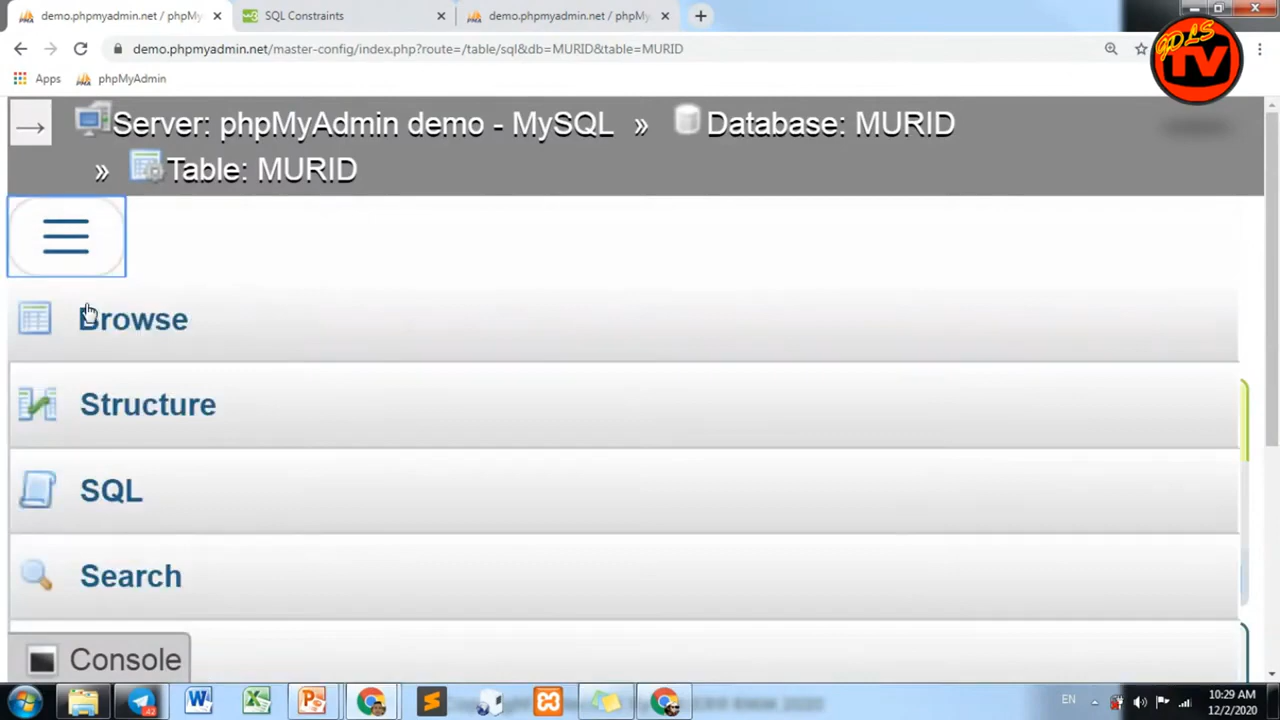 demo.phpmyadmin.net / phpMy
SQL Constraints
demo.phpmyadmin.net / phpMy
demo.phpmyadmin.net/master-config/index.php?route=/table/sql&db=MURID&table=MURID
Apps
phpMyAdmin
GDLS
TV
→ Server: phpMyAdmin demo - MySQL » Database: MURID
» Table: MURID
Browse
Structure
SQL
Search
Console
EN
10:29 AM
12/2/2020